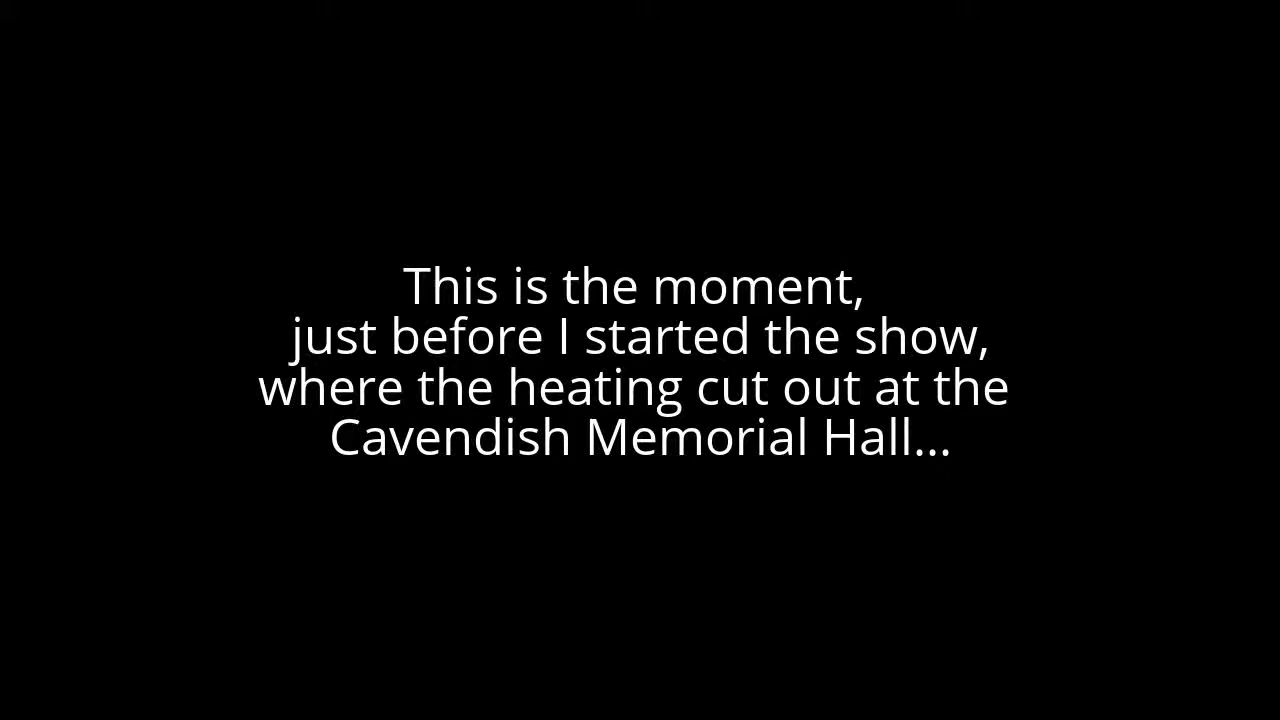 This is the moment,
just before I started the show,
where the heating cut out at the
Cavendish Memorial Hall...